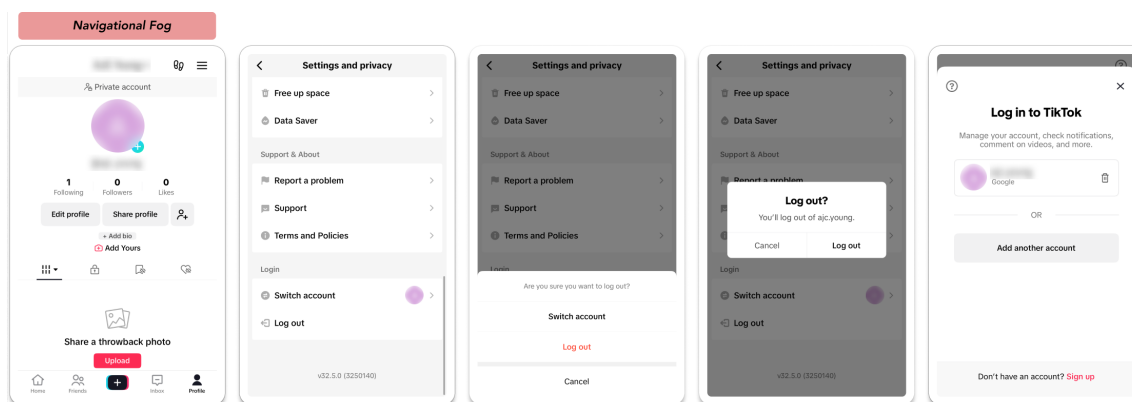 Navigational Fog
Private account
1 0 0
Following Followers Likes
Edit profile Share profile
+ Add bio
Add Yours
Share a throwback photo
Upload
Home Friends Inbox Profile
Settings and privacy
Free up space
Data Saver
Support & About
Report a problem
Support
Terms and Policies
Login
Switch account
Log out
v32.5.0 (3250140)
Settings and privacy
Free up space
Data Saver
Support & About
Report a problem
Support
Terms and Policies
Login
Are you sure you want to log out?
Switch account
Log out
Cancel
Settings and privacy
Free up space
Data Saver
Support & About
Report a problem
Log out?
You'll log out of ajc.young.
Cancel Log out
Login
Switch account
Log out
v32.5.0 (3250140)
Log in to TikTok
Manage your account, check notifications,
comment on videos, and more.
Google
OR
Add another account
Don't have an account? Sign up